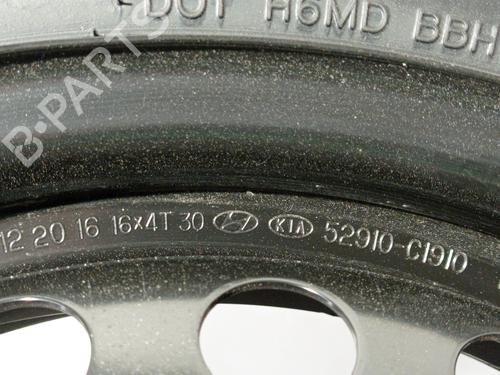 DOT H6MD BBH
B-PARTS
12 20 16 16x4T 30 KIA 52910-C1910